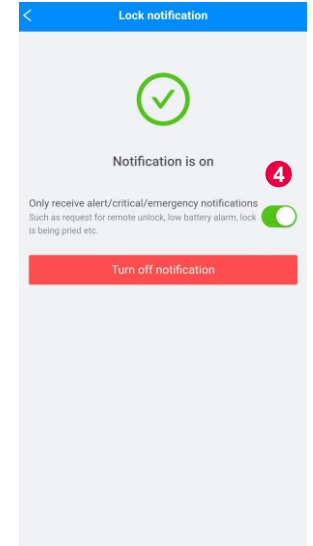 Lock notification
Notification is on
4
Only receive alert/critical/emergency notifications
Such as request for remote unlock, low battery alarm, lock
is being pried etc.
Turn off notification